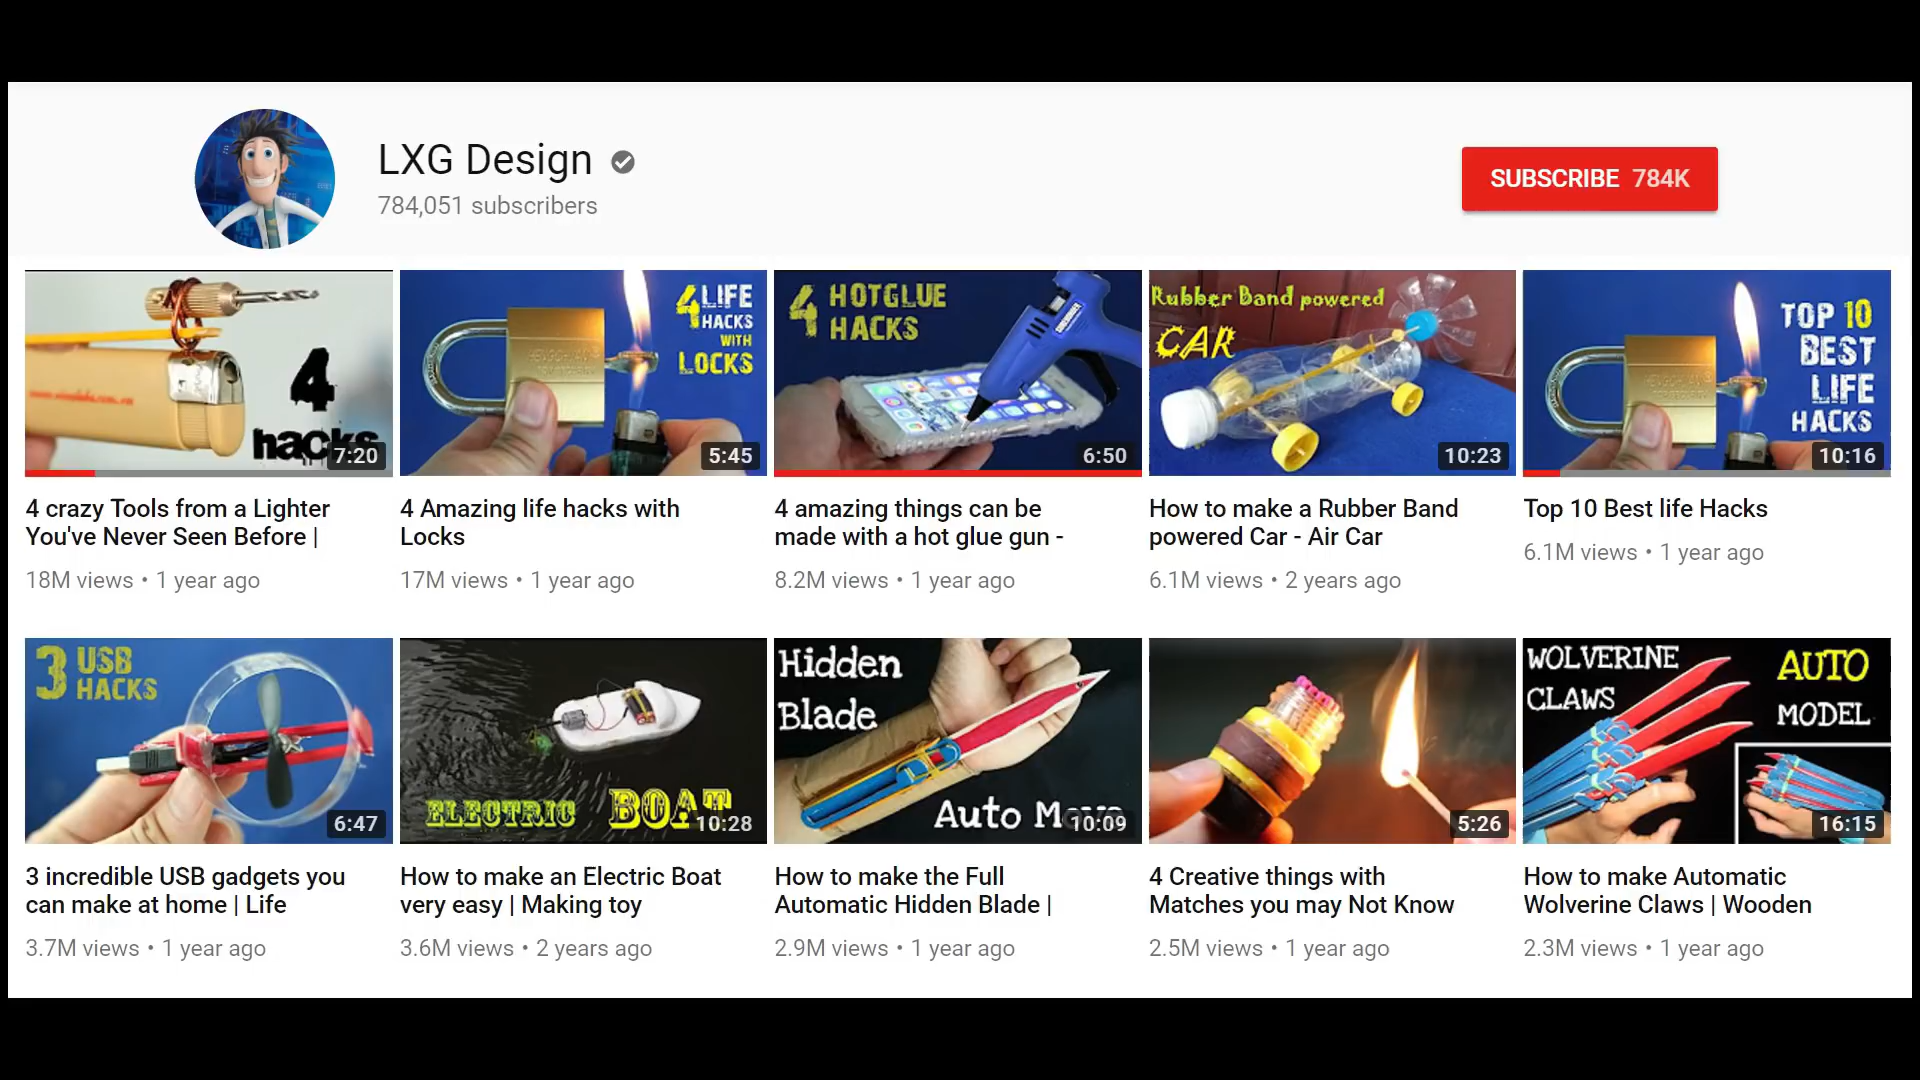 LXG Design
784,051 subscribers
SUBSCRIBE 784K
4
hacks
7:20
4 LIFE
HACKS
WITH
LOCKS
5:45
4 HOTGLUE
HACKS
6:50
Rubber Band powered
CAR
10:23
TOP 10
BEST
LIFE
HACKS
10:16
4 crazy Tools from a Lighter
You've Never Seen Before |
18M views • 1 year ago
4 Amazing life hacks with
Locks
17M views • 1 year ago
4 amazing things can be
made with a hot glue gun -
8.2M views • 1 year ago
How to make a Rubber Band
powered Car - Air Car
6.1M views • 2 years ago
Top 10 Best life Hacks
6.1M views • 1 year ago
3 USB
HACKS
6:47
ELECTRIC BOAT
10:28
Hidden
Blade
Auto Move
10:09
5:26
WOLVERINE
CLAWS
AUTO
MODEL
16:15
3 incredible USB gadgets you
can make at home | Life
3.7M views • 1 year ago
How to make an Electric Boat
very easy | Making toy
3.6M views • 2 years ago
How to make the Full
Automatic Hidden Blade |
2.9M views • 1 year ago
4 Creative things with
Matches you may Not Know
2.5M views • 1 year ago
How to make Automatic
Wolverine Claws | Wooden
2.3M views • 1 year ago